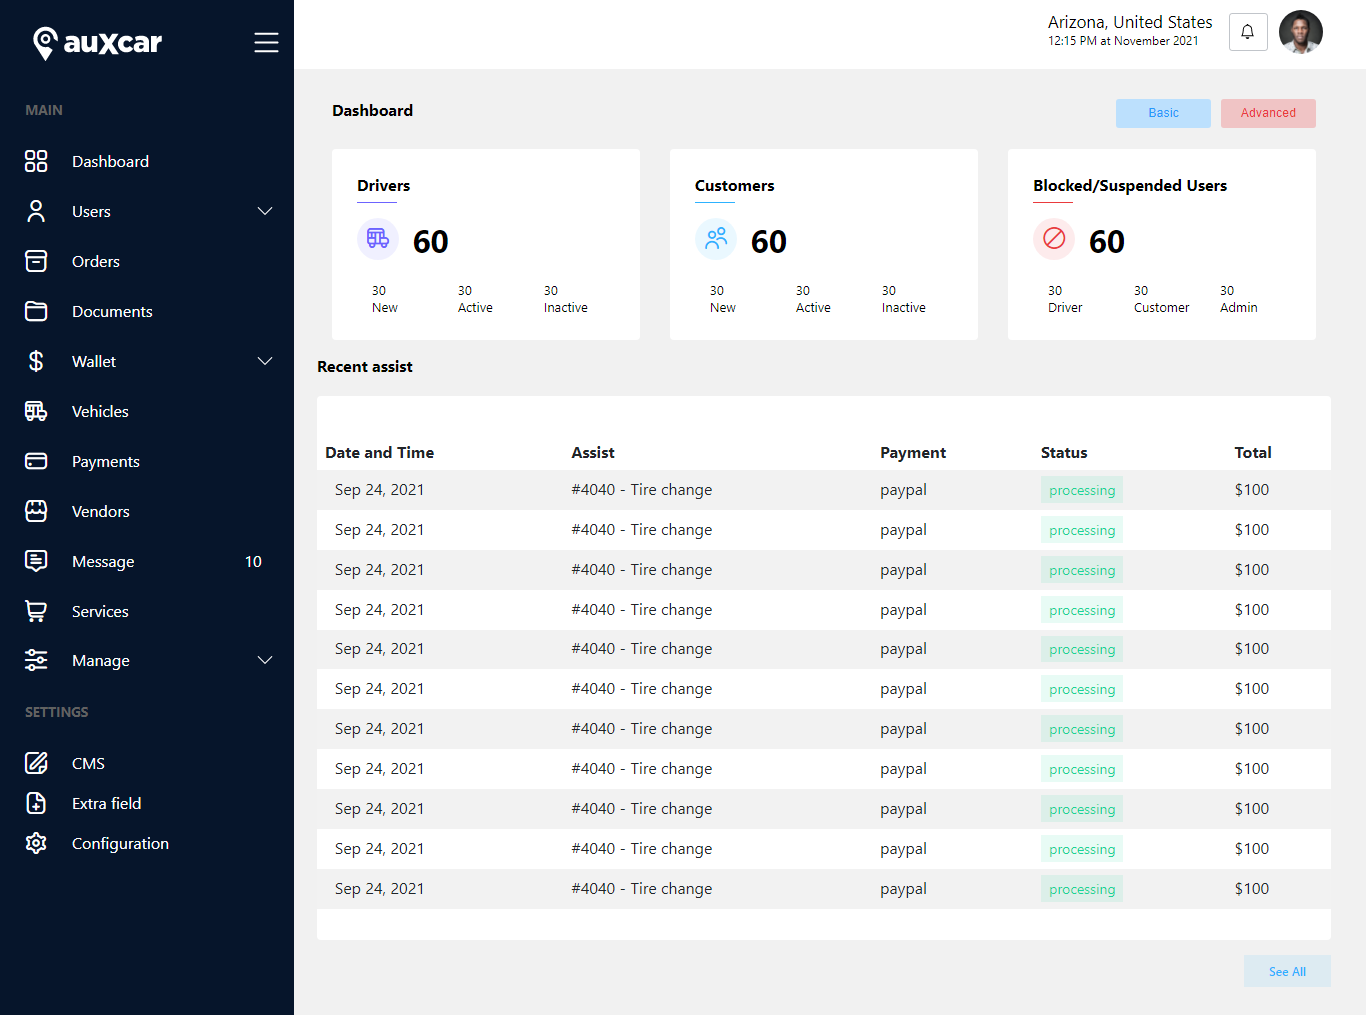 auXcar
Arizona, United States
12:15 PM at November 2021
MAIN
Dashboard
Users
Orders
Documents
Wallet
Vehicles
Payments
Vendors
Message 10
Services
Manage
SETTINGS
CMS
Extra field
Configuration
Dashboard
Basic Advanced
Drivers
60
30 30 30
New Active Inactive
Customers
60
30 30 30
New Active Inactive
Blocked/Suspended Users
60
30 30 30
Driver Customer Admin
Recent assist
Date and Time Assist Payment Status Total
Sep 24, 2021 #4040 - Tire change paypal processing $100
Sep 24, 2021 #4040 - Tire change paypal processing $100
Sep 24, 2021 #4040 - Tire change paypal processing $100
Sep 24, 2021 #4040 - Tire change paypal processing $100
Sep 24, 2021 #4040 - Tire change paypal processing $100
Sep 24, 2021 #4040 - Tire change paypal processing $100
Sep 24, 2021 #4040 - Tire change paypal processing $100
Sep 24, 2021 #4040 - Tire change paypal processing $100
Sep 24, 2021 #4040 - Tire change paypal processing $100
Sep 24, 2021 #4040 - Tire change paypal processing $100
Sep 24, 2021 #4040 - Tire change paypal processing $100
See All